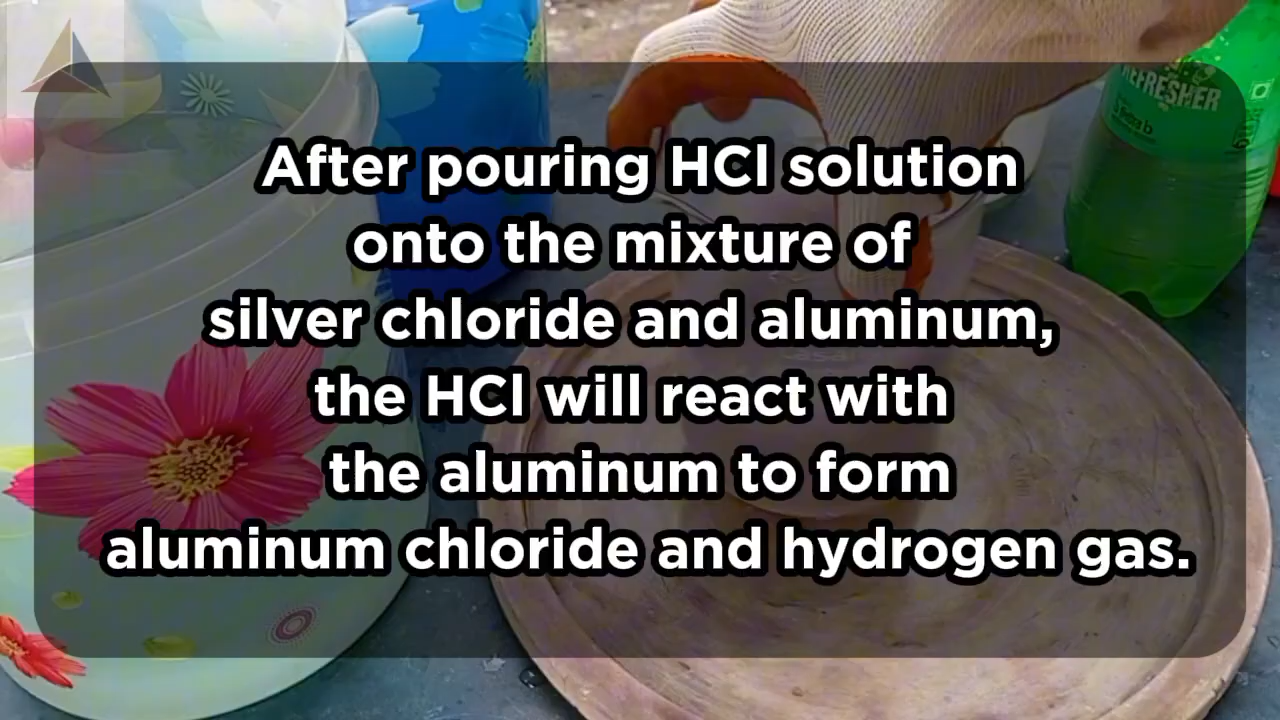 After pouring HCl solution
onto the mixture of
silver chloride and aluminum,
the HCl will react with
the aluminum to form
aluminum chloride and hydrogen gas.
REFRESHER